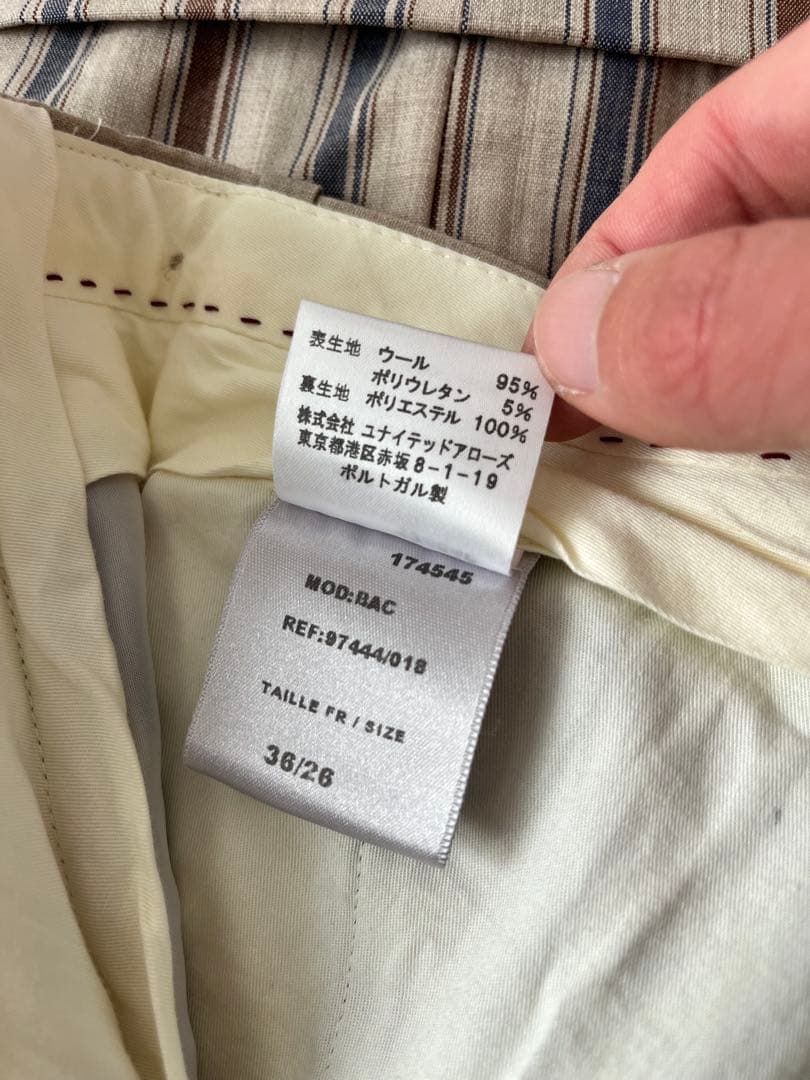 表生地 ウール 95%
ポリウレタン 5%
裏生地 ポリエステル 100%
株式会社 ユナイテッドアローズ
東京都港区赤坂8-1-19
ポルトガル製
174545
MOD:BAC
REF:97444/018
TAILLE FR / SIZE
36/26